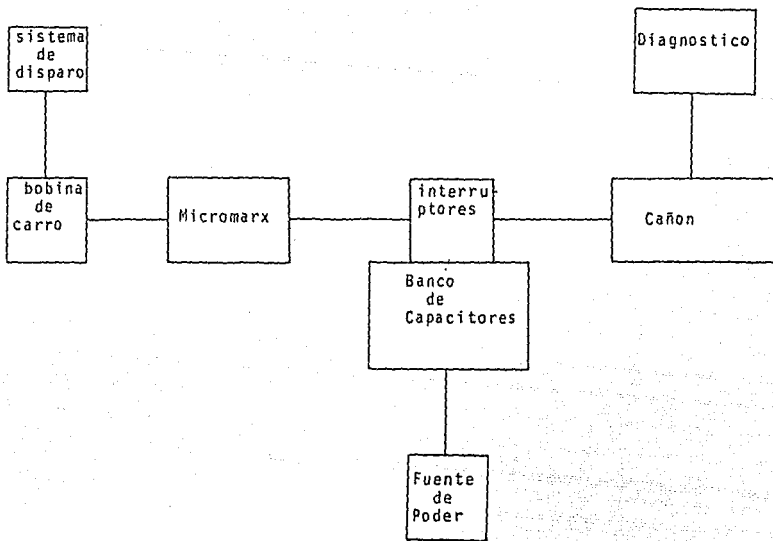 sistema
de
disparo
Diagnostico
bobina
de
carro
Micromarx
interru
ptores
Cañon
Banco
de
Capacitores
Fuente
de
Poder